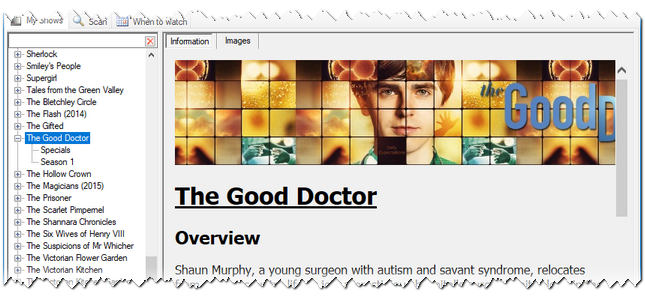 My Shows Scan When to watch
Information Images
Sherlock
Smiley's People
Supergirl
Tales from the Green Valley
The Bletchley Circle
The Flash (2014)
The Gifted
The Good Doctor
Specials
Season 1
The Hollow Crown
The Magicians (2015)
The Prisoner
The Scarlet Pimpernel
The Shannara Chronicles
The Six Wives of Henry VIII
The Suspicions of Mr Whicher
The Victorian Flower Garden
The Victorian Kitchen
the Good D
The Good Doctor
Overview
Shaun Murphy, a young surgeon with autism and savant syndrome, relocates